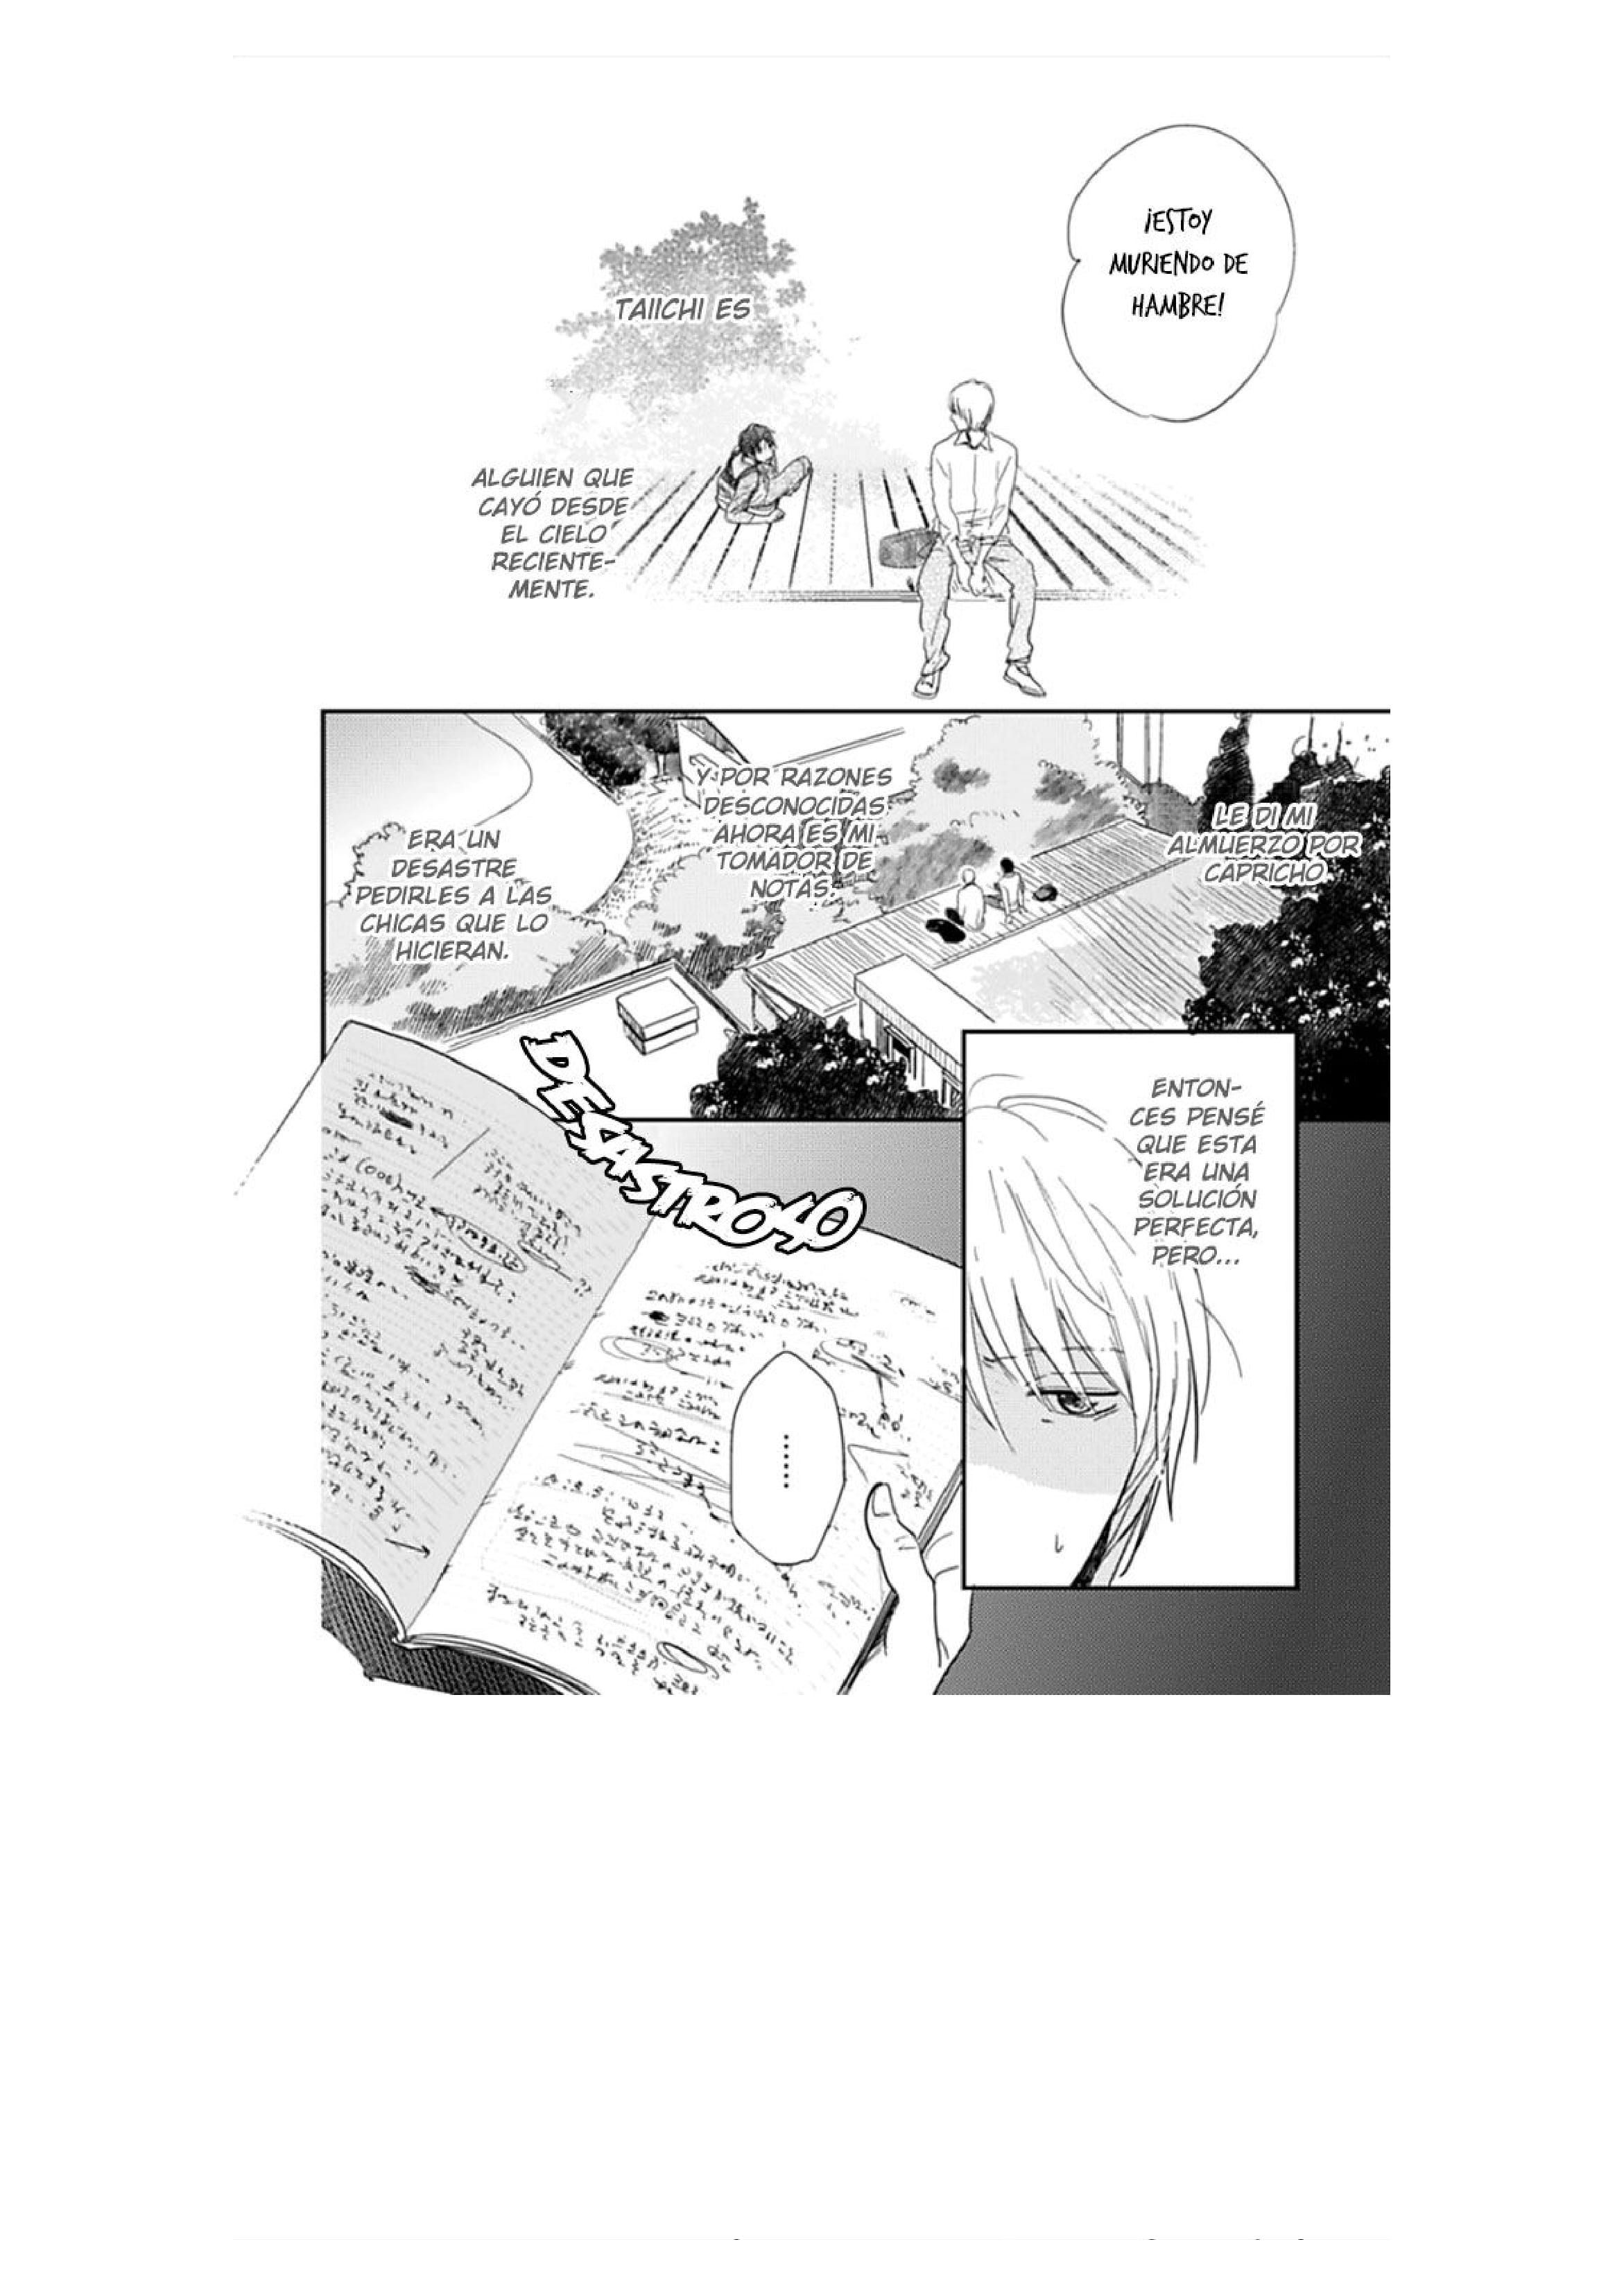 ¡ESTOY
MURIENDO DE
HAMBRE!
TAIICHI ES
ALGUIEN QUE
CAYÓ DESDE
EL CIELO
RECIENTE-
MENTE.
LE DI MI
ALMUERZO POR
CAPRICHO
Y POR RAZONES
DESCONOCIDAS
AHORA ES MI
TOMADOR DE
NOTAS.
ERA UN
DESASTRE
PEDIRLES A LAS
CHICAS QUE LO
HICIERAN.
ENTON-
CES PENSÉ
QUE ESTA
ERA UNA
SOLUCIÓN
PERFECTA,
PERO...
DESASTROSO
......